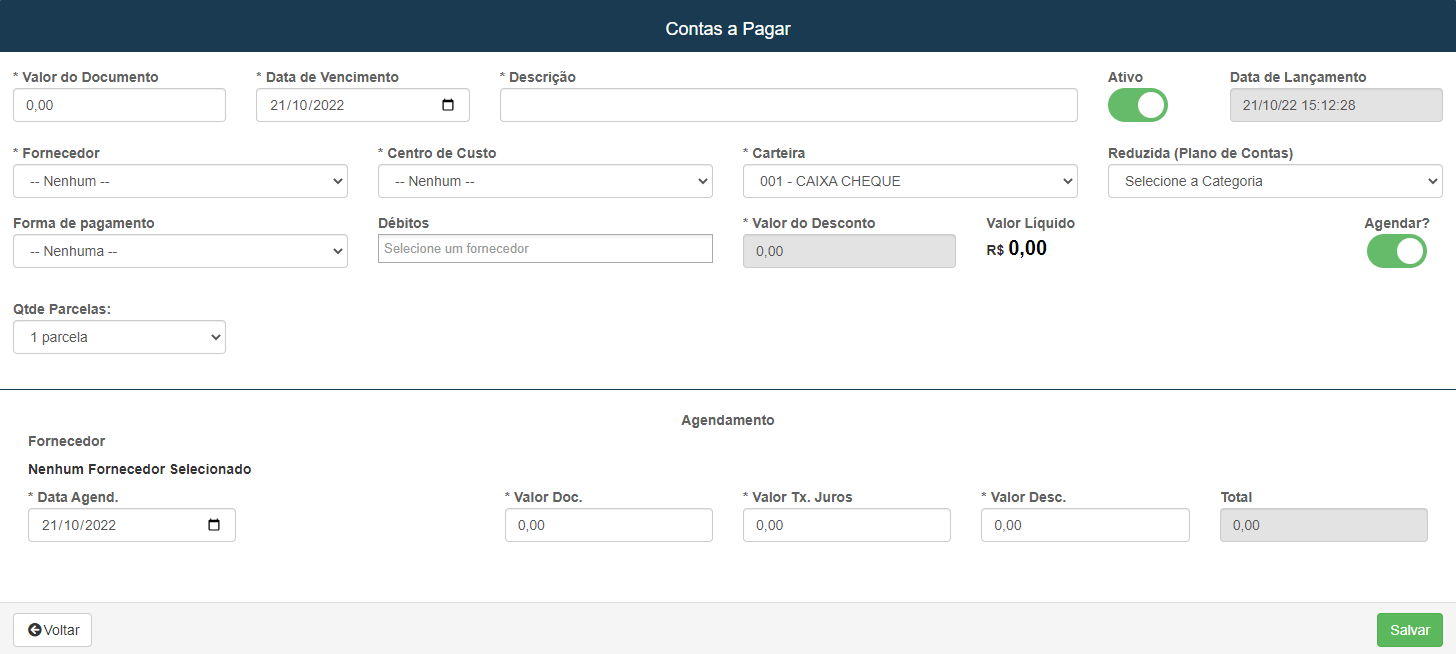 Contas a Pagar
* Valor do Documento * Data de Vencimento * Descrição Ativo Data de Lançamento
0,00 21/10/2022 21/10/22 15:12:28
* Fornecedor * Centro de Custo * Carteira Reduzida (Plano de Contas)
-- Nenhum -- -- Nenhum -- 001 - CAIXA CHEQUE Selecione a Categoria
Forma de pagamento Débitos * Valor do Desconto Valor Líquido Agendar?
-- Nenhuma -- Selecione um fornecedor 0,00 R$ 0,00
Qtde Parcelas:
1 parcela
Agendamento
Fornecedor
Nenhum Fornecedor Selecionado
* Data Agend. * Valor Doc. * Valor Tx. Juros * Valor Desc. Total
21/10/2022 0,00 0,00 0,00 0,00
Voltar Salvar